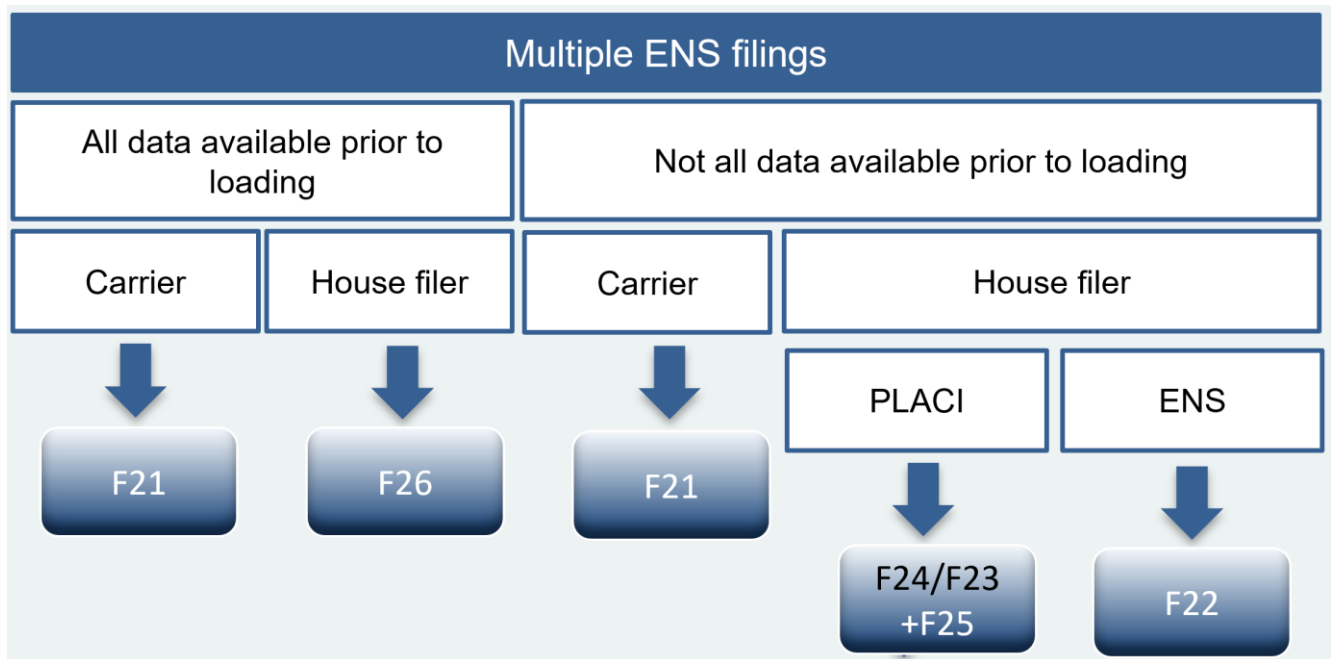 Multiple ENS filings
All data available prior to
loading
Not all data available prior to loading
Carrier
House filer
Carrier
House filer
PLACI
ENS
F21
F26
F21
F24/F23
+F25
F22